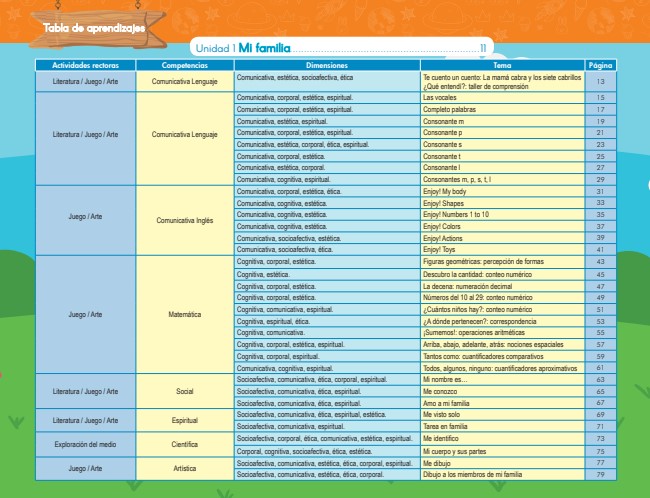 Tabla de aprendizajes
Unidad 1 Mi familia 11
Actividades rectoras Competencias Dimensiones Tema Página
Literatura / Juego / Arte Comunicativa Lenguaje Comunicativa, estética, socioafectiva, ética Te cuento un cuento: La mamá cabra y los siete cabrillos 13
¿Qué entendí?: taller de comprensión
Literatura / Juego / Arte Comunicativa Lenguaje Comunicativa, corporal, estética, espiritual. Las vocales 15
Comunicativa, corporal, estética, espiritual. Completo palabras 17
Comunicativa, estética, espiritual. Consonante m 19
Comunicativa, corporal, estética, espiritual. Consonante p 21
Comunicativa, estética, corporal, ética, espiritual. Consonante s 23
Comunicativa, corporal, estética. Consonante t 25
Comunicativa, estética, corporal. Consonante l 27
Comunicativa, cognitiva, espiritual. Consonantes m, p, s, t, l 29
Juego / Arte Comunicativa Inglés Comunicativa, corporal, estética, ética. Enjoy! My body 31
Comunicativa, cognitiva, estética. Enjoy! Shapes 33
Comunicativa, cognitiva, estética. Enjoy! Numbers 1 to 10 35
Comunicativa, cognitiva, estética. Enjoy! Colors 37
Comunicativa, socioafectiva, estética. Enjoy! Actions 39
Comunicativa, socioafectiva, ética. Enjoy! Toys 41
Juego / Arte Matemática Cognitiva, corporal, estética. Figuras geométricas: percepción de formas 43
Cognitiva, estética. Descubro la cantidad: conteo numérico 45
Cognitiva, corporal, estética. La decena: numeración decimal 47
Cognitiva, corporal, estética. Números del 10 al 29: conteo numérico 49
Cognitiva, comunicativa, espiritual. ¿Cuántos niños hay?: conteo numérico 51
Cognitiva, espiritual, ética. ¿A dónde pertenecen?: correspondencia 53
Cognitiva, comunicativa. ¡Sumemos!: operaciones aritméticas 55
Cognitiva, corporal, estética, espiritual. Arriba, abajo, adelante, atrás: nociones espaciales 57
Cognitiva, corporal, espiritual. Tantos como: cuantificadores comparativos 59
Comunicativa, cognitiva, espiritual. Todos, algunos, ninguno: cuantificadores aproximativos 61
Literatura / Juego / Arte Social Socioafectiva, comunicativa, ética, corporal, espiritual. Mi nombre es... 63
Socioafectiva, comunicativa, ética, espiritual. Me conozco 65
Socioafectiva, comunicativa, ética, espiritual. Amo a mi familia 67
Literatura / Juego / Arte Espiritual Socioafectiva, comunicativa, ética, espiritual, estética. Me visto solo 69
Socioafectiva, comunicativa, espiritual. Tarea en familia 71
Exploración del medio Científica Socioafectiva, corporal, ética, comunicativa, estética, espiritual. Me identifico 73
Corporal, cognitiva, socioafectiva, ética, estética. Mi cuerpo y sus partes 75
Juego / Arte Artística Socioafectiva, comunicativa, estética, ética, corporal, espiritual. Me dibujo 77
Socioafectiva, comunicativa, estética, ética, corporal. Dibujo a los miembros de mi familia 79